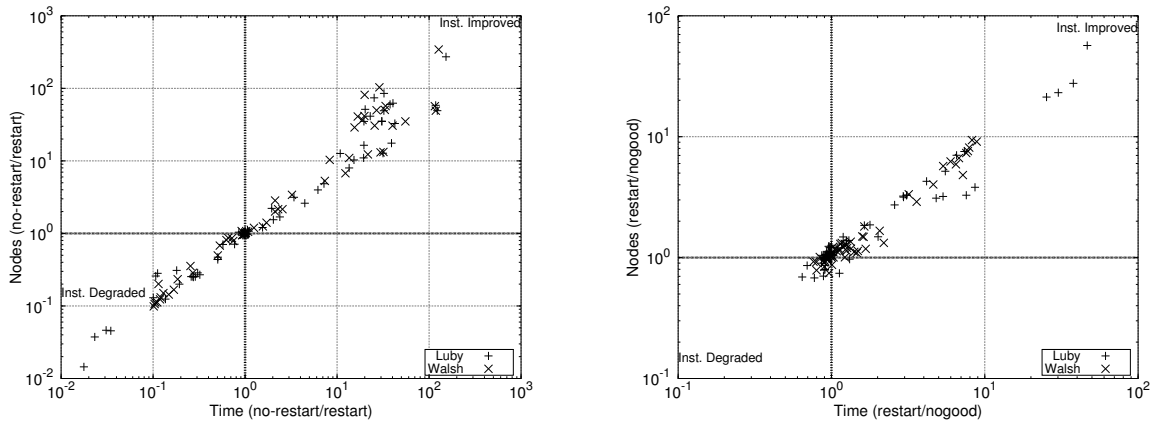 10^3
Inst. Improved
10^2
10^1
10^0
Inst. Degraded
10^-1
10^-2
Nodes (no-restart/restart)
Luby
Walsh
10^-2 10^-1 10^0 10^1 10^2 10^3
Time (no-restart/restart)
10^2
Inst. Improved
10^1
10^0
Inst. Degraded
10^-1
Nodes (restart/nogood)
Luby
Walsh
10^-1 10^0 10^1 10^2
Time (restart/nogood)